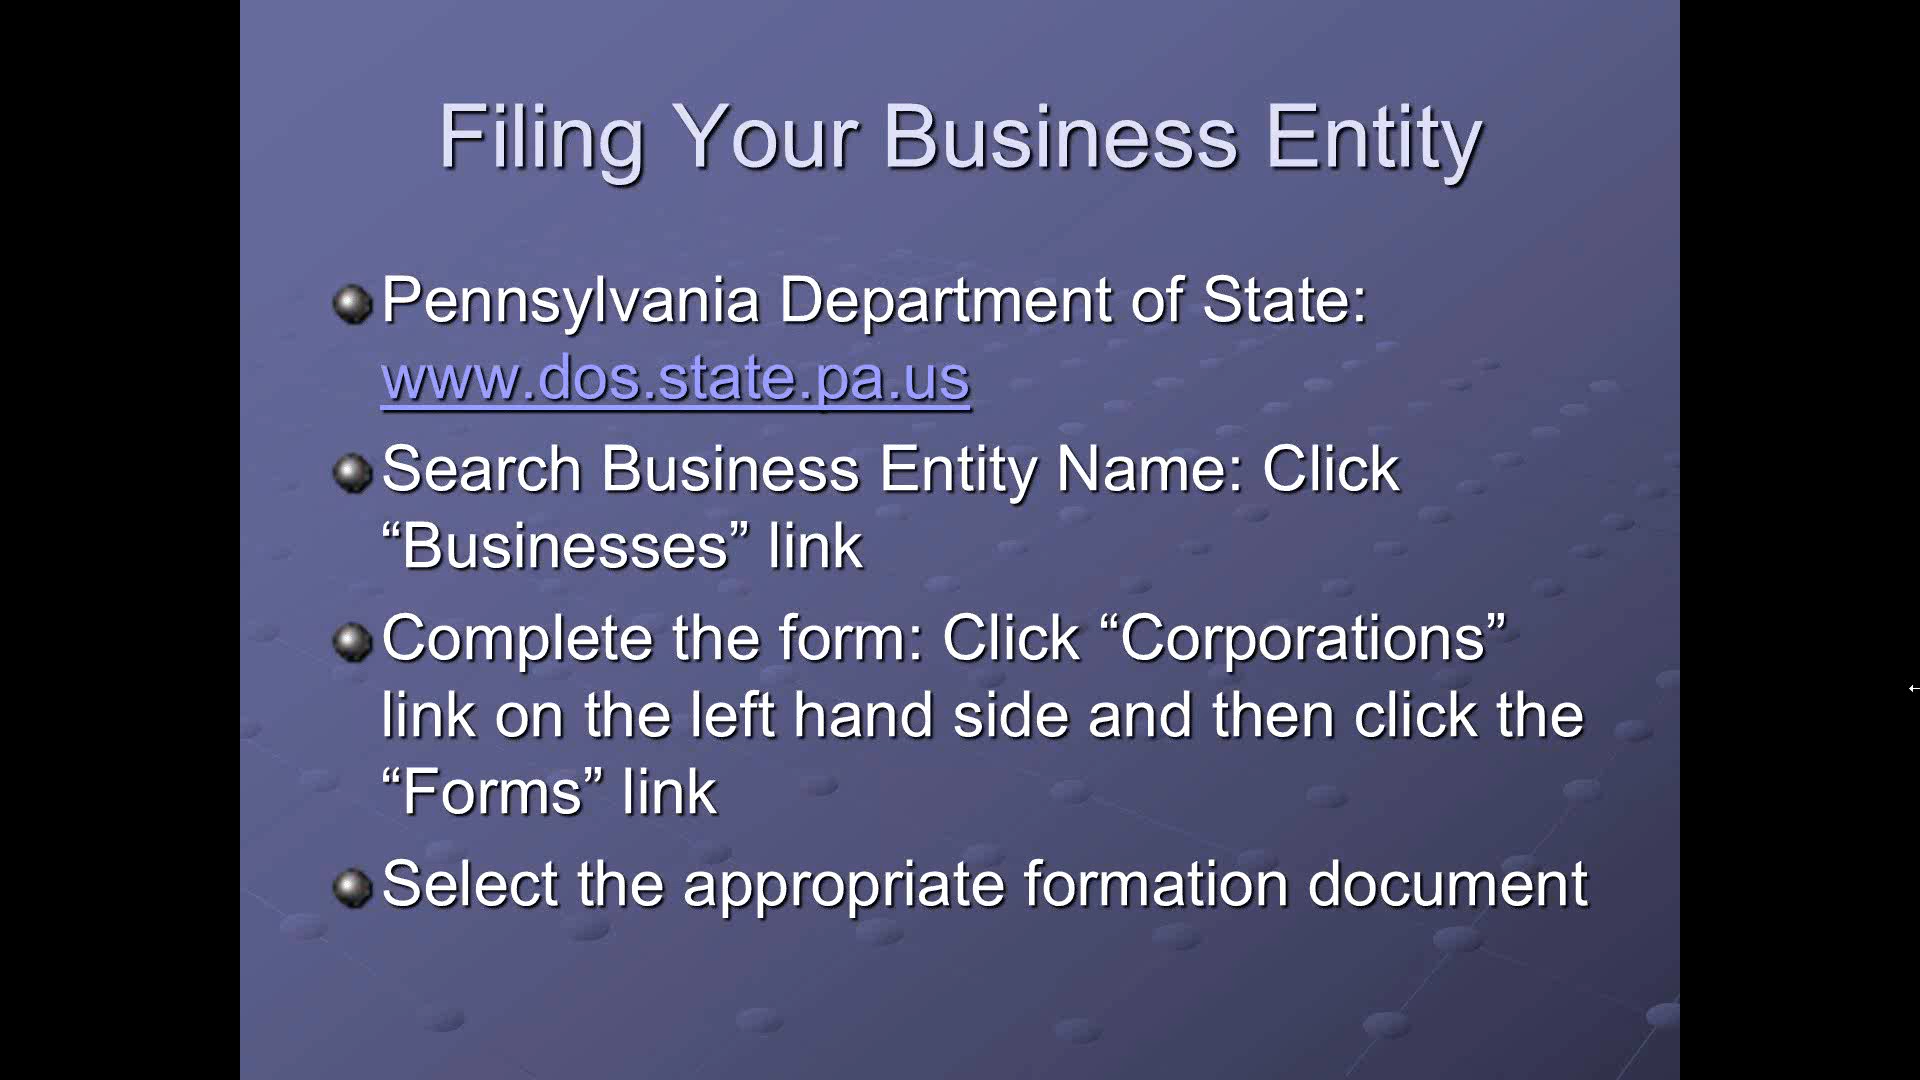 Filing Your Business Entity
Pennsylvania Department of State:
www.dos.state.pa.us
Search Business Entity Name: Click
“Businesses” link
Complete the form: Click “Corporations”
link on the left hand side and then click the
“Forms” link
Select the appropriate formation document